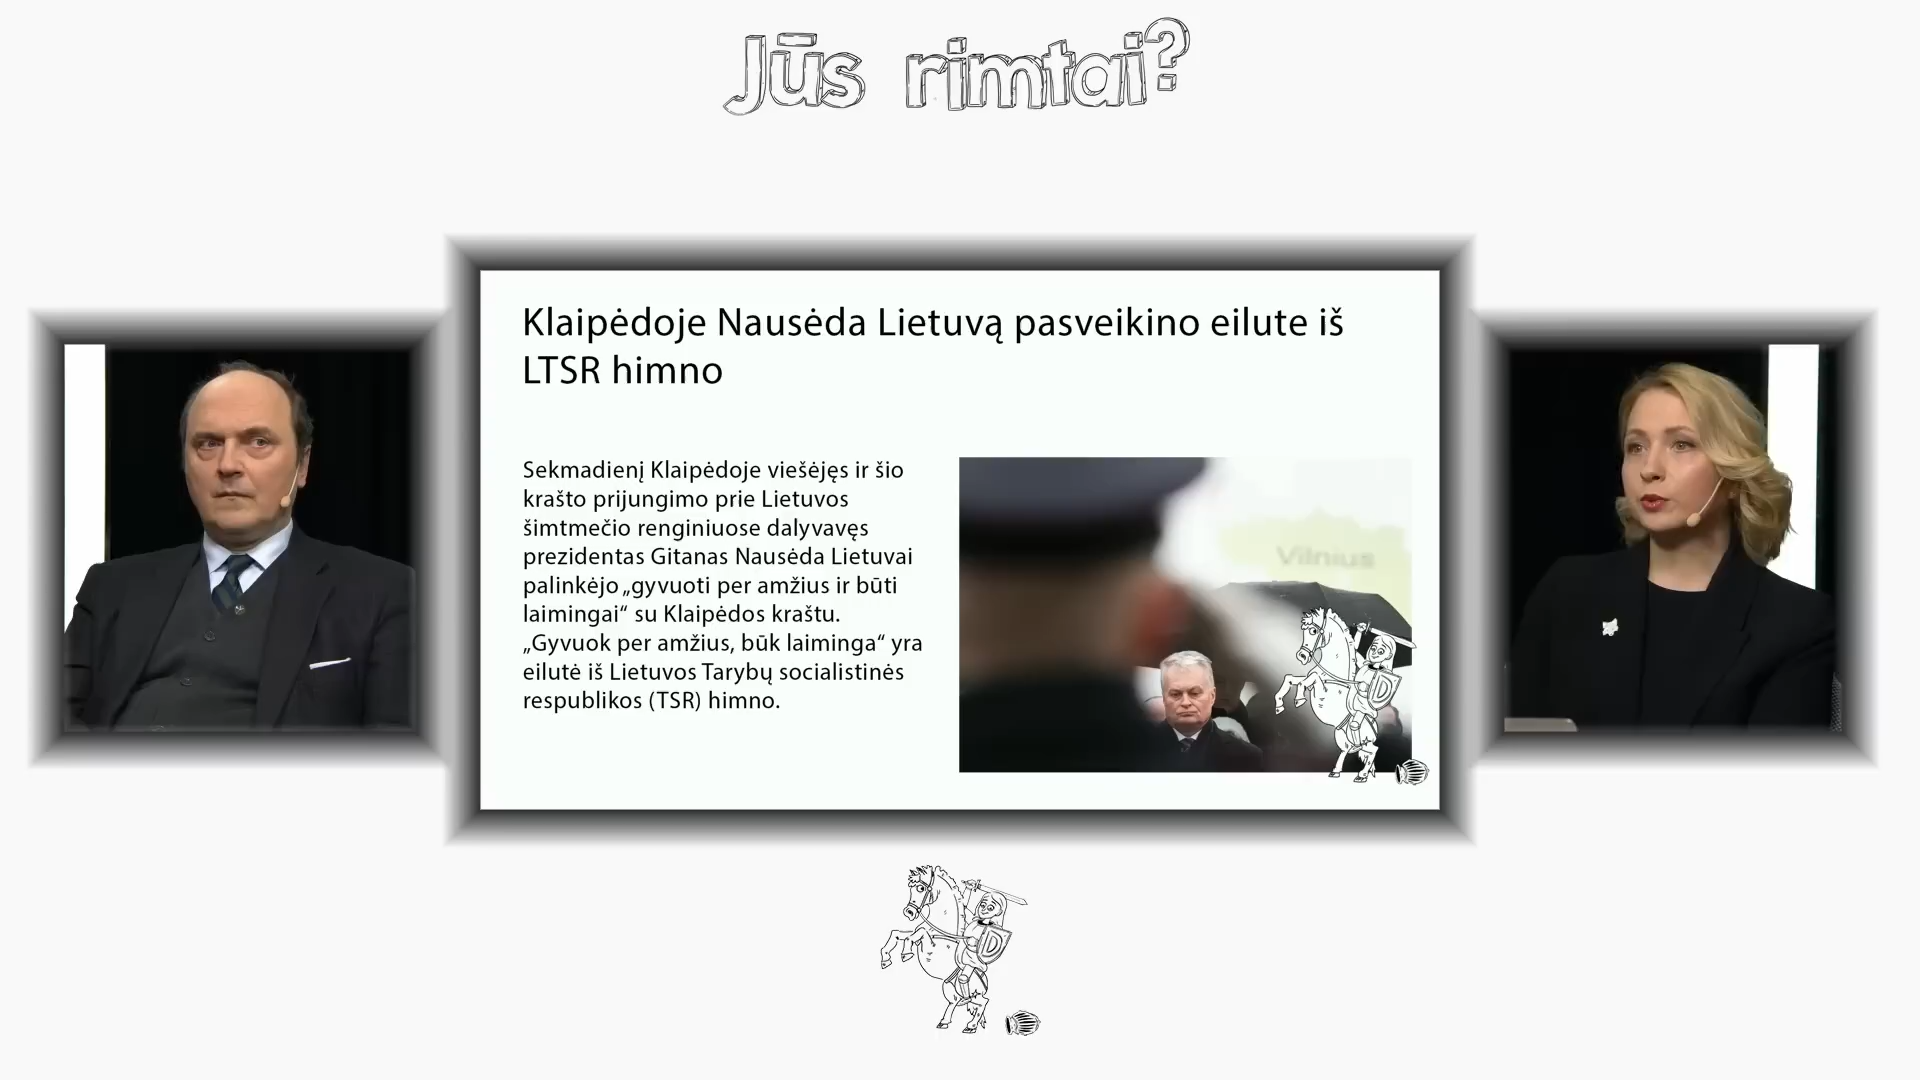 Jūs rimtai?
Klaipėdoje Nausėda Lietuvą pasveikino eilute iš
LTSR himno
Sekmadienį Klaipėdoje viešėjęs ir šio
krašto prijungimo prie Lietuvos
šimtmečio renginiuose dalyvavęs
prezidentas Gitanas Nausėda Lietuvai
palinkėjo „gyvuoti per amžius ir būti
laimingai“ su Klaipėdos kraštu.
„Gyvuok per amžius, būk laiminga“ yra
eilutė iš Lietuvos Tarybų socialistinės
respublikos (TSR) himno.
Vilnius
D
D